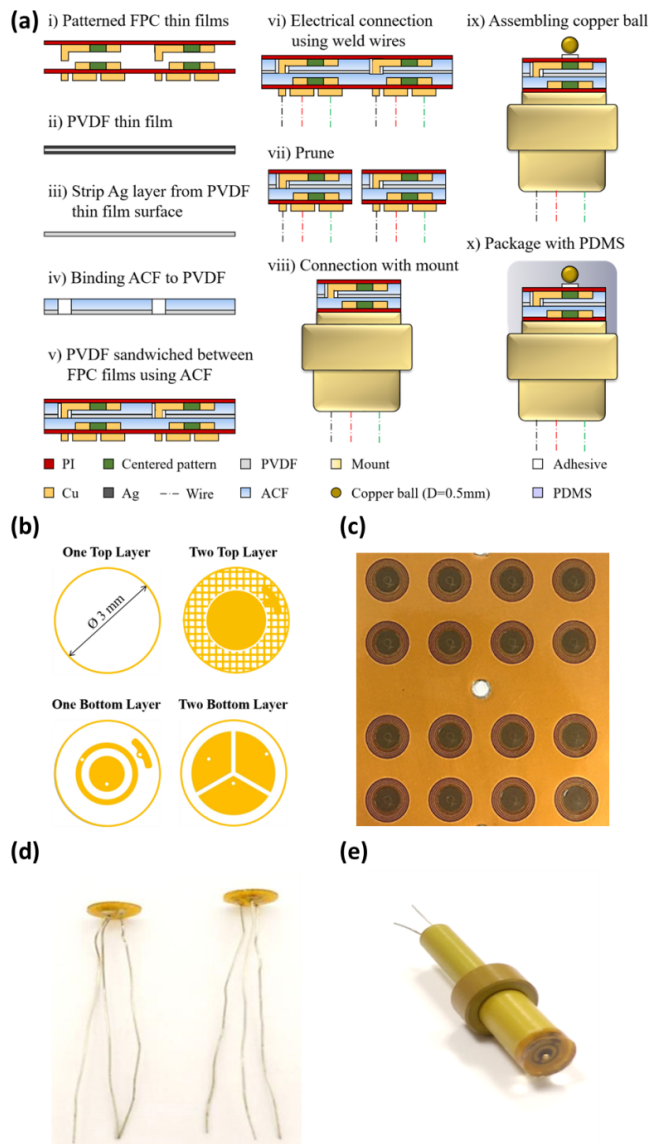 (a)
i) Patterned FPC thin films
ii) PVDF thin film
iii) Strip Ag layer from PVDF
thin film surface
iv) Binding ACF to PVDF
v) PVDF sandwiched between
FPC films using ACF
vi) Electrical connection
using weld wires
vii) Prune
viii) Connection with mount
ix) Assembling copper ball
x) Package with PDMS
PI
Centered pattern
PVDF
Mount
Adhesive
Cu
Ag
Wire
ACF
Copper ball (D=0.5mm)
PDMS
(b)
One Top Layer
Two Top Layer
Ø 3 mm
One Bottom Layer
Two Bottom Layer
(c)
(d)
(e)